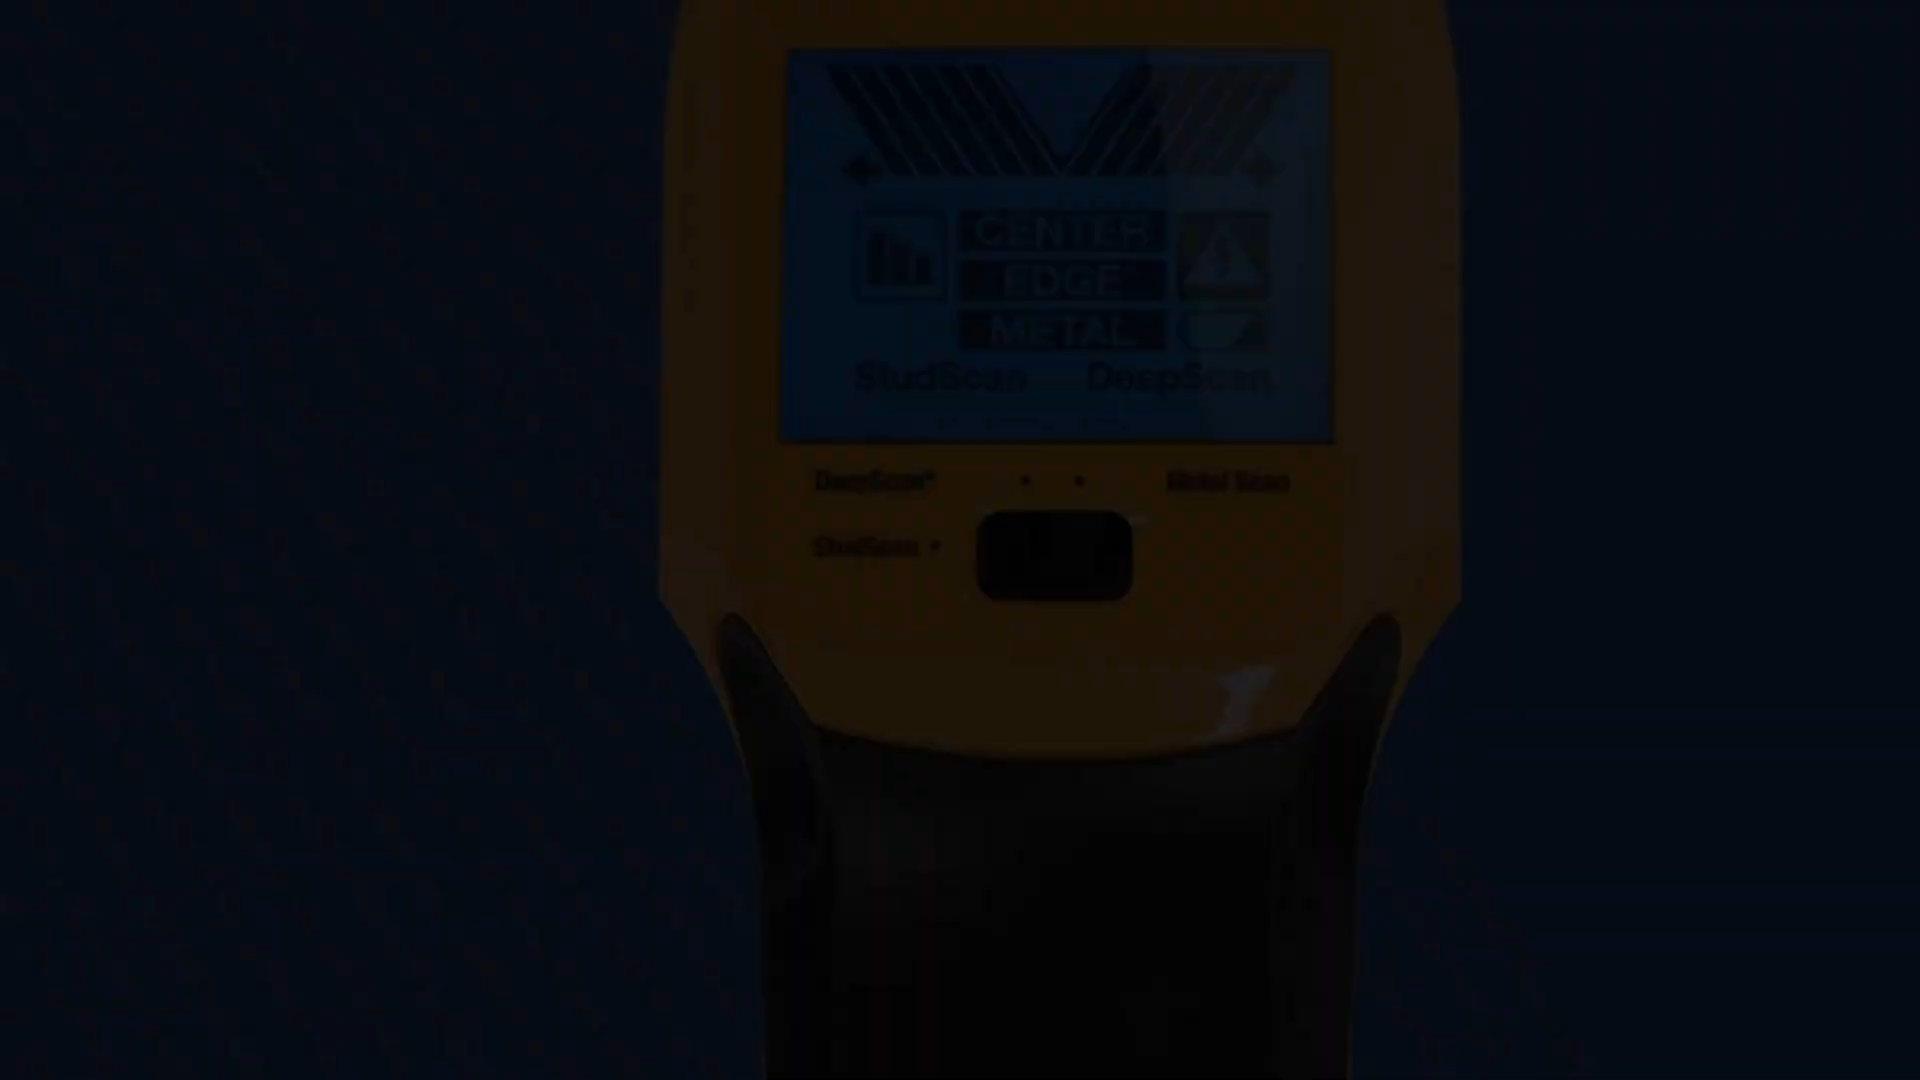 CENTER
EDGE
METAL
StudScan DeepScan
DeepScan® Metal Scan
StudScan